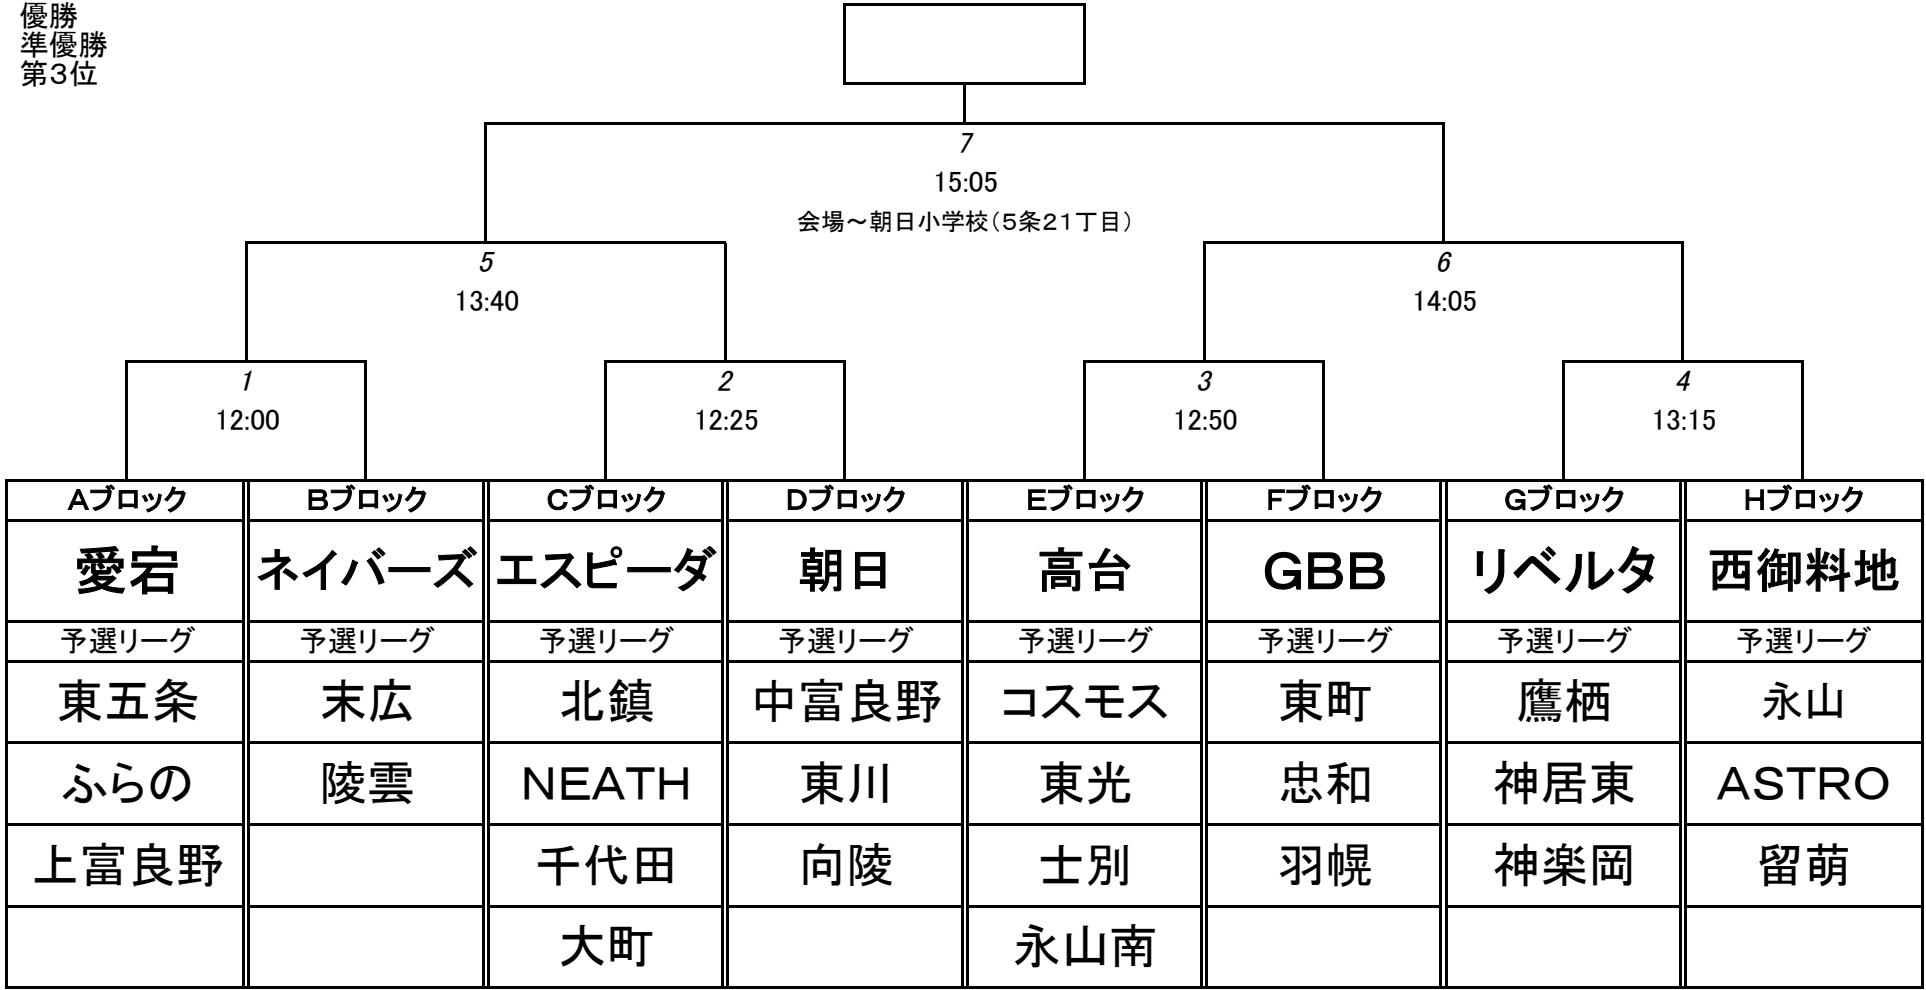 優勝
準優勝
第3位
7
15:05
会場～朝日小学校(5条21丁目)
5
13:40
6
14:05
1
12:00
2
12:25
3
12:50
4
13:15
Aブロック Bブロック Cブロック Dブロック Eブロック Fブロック Gブロック Hブロック
愛宕 ネイバーズ エスピーダ 朝日 高台 GBB リベルタ 西御料地
予選リーグ 予選リーグ 予選リーグ 予選リーグ 予選リーグ 予選リーグ 予選リーグ 予選リーグ
東五条 末広 北鎮 中富良野 コスモス 東町 鷹栖 永山
ふらの 陵雲 NEATH 東川 東光 忠和 神居東 ASTRO
上富良野 千代田 向陵 士別 羽幌 神楽岡 留萌
大町 永山南